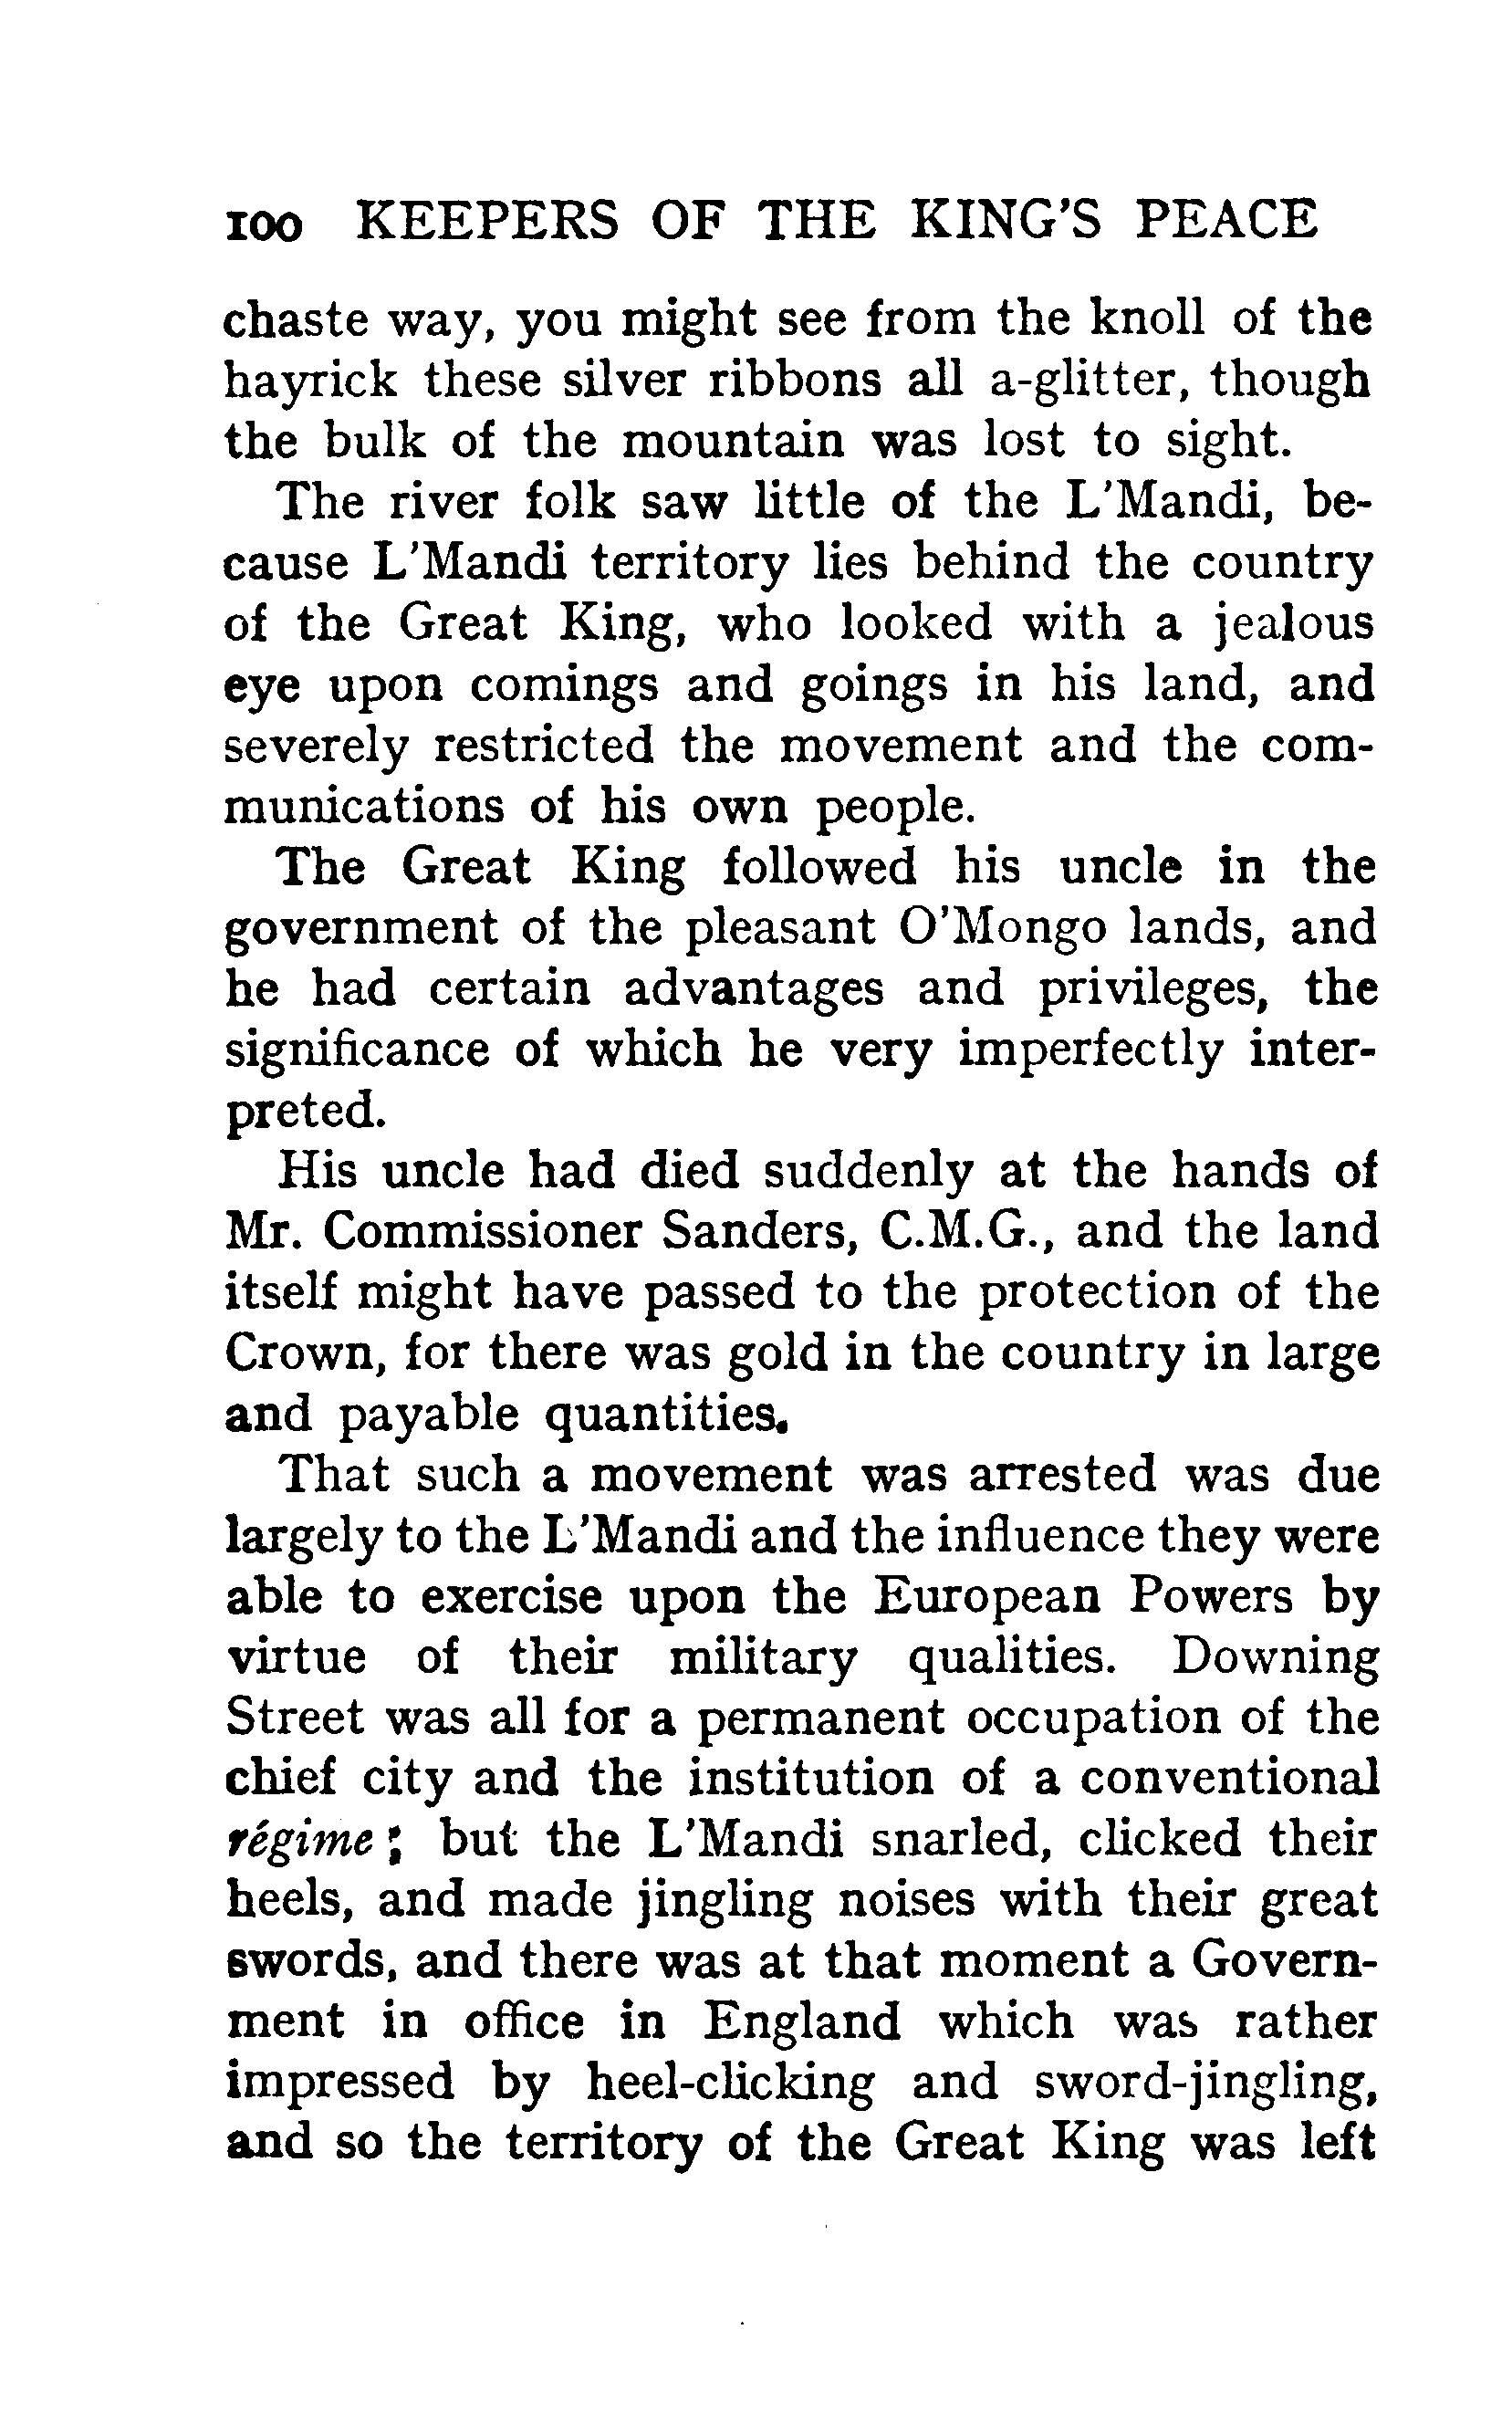 100 KEEPERS OF THE KING'S PEACE
chaste way, you might see from the knoll of the
hayrick these silver ribbons all a-glitter, though
the bulk of the mountain was lost to sight.
The river folk saw little of the L'Mandi, be-
cause L'Mandi territory lies behind the country
of the Great King, who looked with a jealous
eye upon comings and goings in his land, and
severely restricted the movement and the com-
munications of his own people.
The Great King followed his uncle in the
government of the pleasant O'Mongo lands, and
he had certain advantages and privileges, the
significance of which he very imperfectly inter-
preted.
His uncle had died suddenly at the hands of
Mr. Commissioner Sanders, C.M.G., and the land
itself might have passed to the protection of the
Crown, for there was gold in the country in large
and payable quantities.
That such a movement was arrested was due
largely to the L'Mandi and the influence they were
able to exercise upon the European Powers by
virtue of their military qualities. Downing
Street was all for a permanent occupation of the
chief city and the institution of a conventional
régime; but the L'Mandi snarled, clicked their
heels, and made jingling noises with their great
swords, and there was at that moment a Govern-
ment in office in England which was rather
impressed by heel-clicking and sword-jingling,
and so the territory of the Great King was left